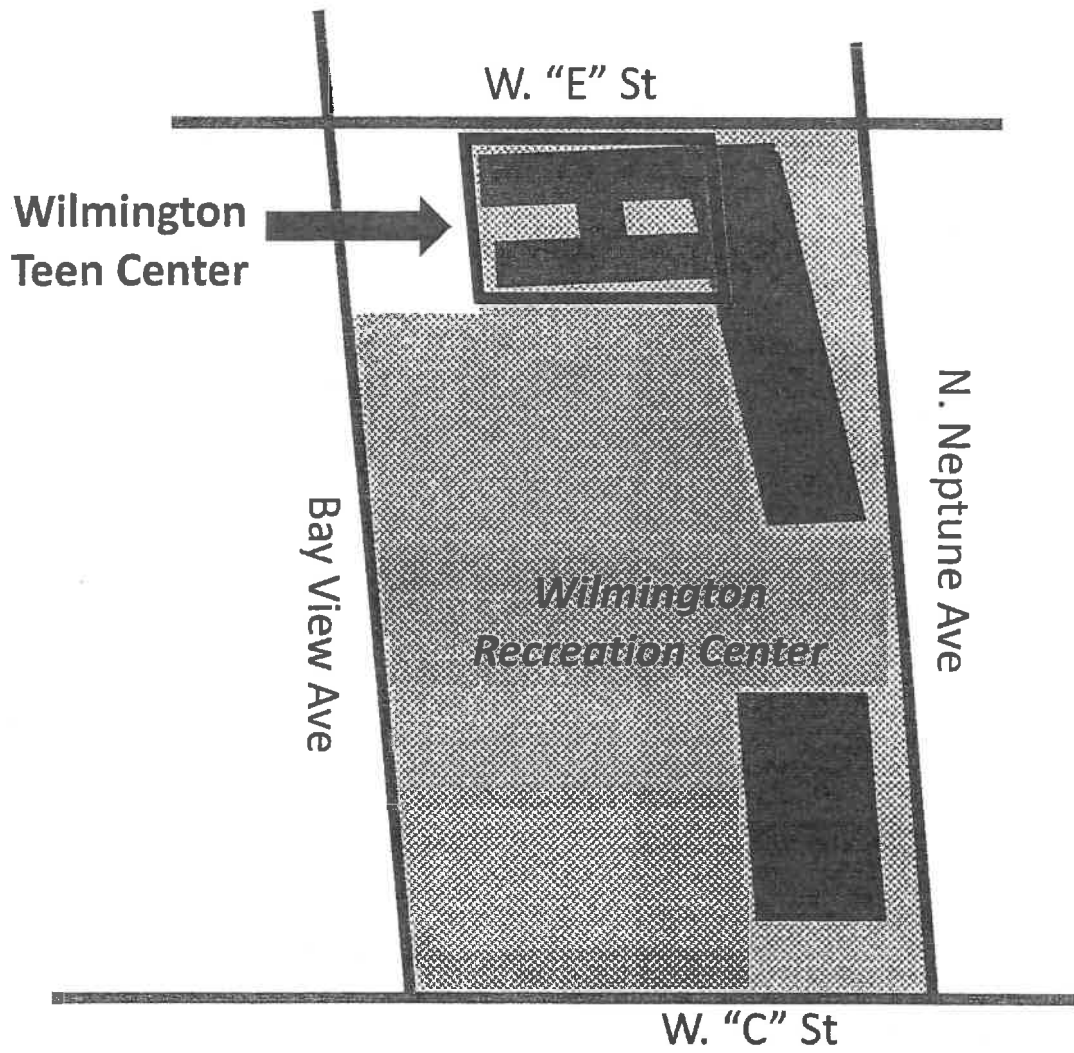 W. “E” St
Wilmington
Teen Center
N. Neptune Ave
Bay View Ave
Wilmington
Recreation Center
W. “C” St